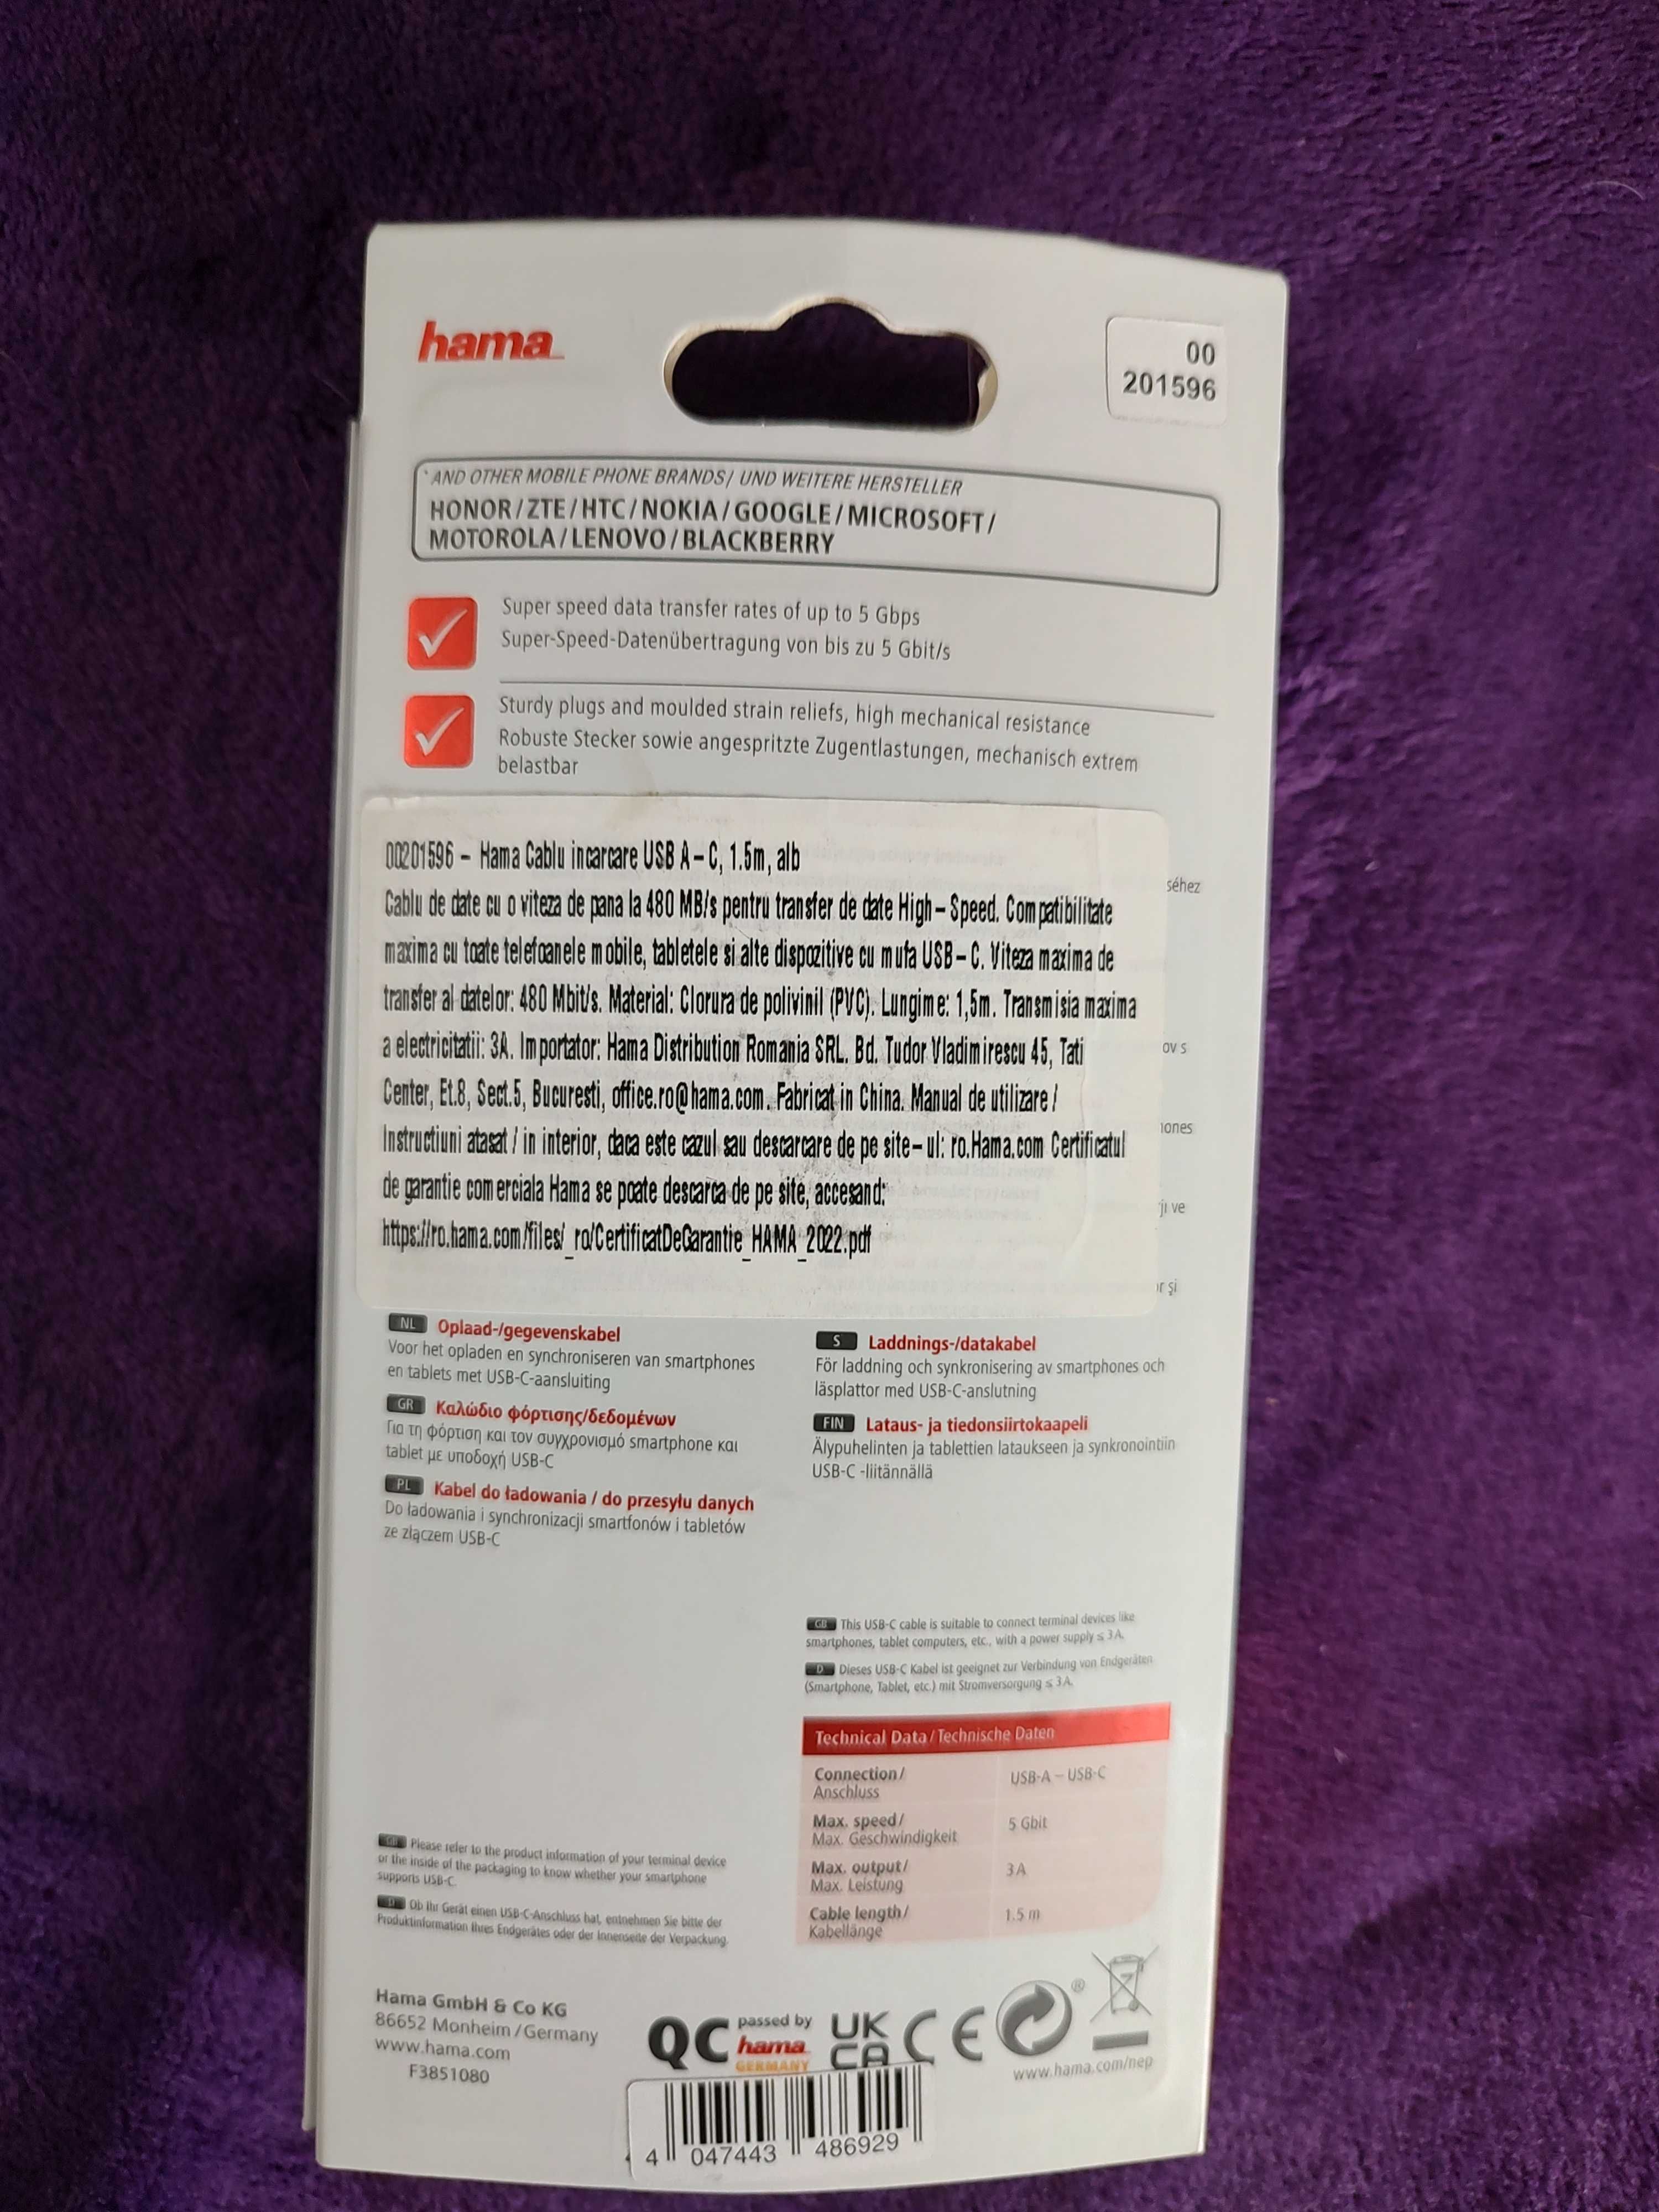 hama
00
201596
* AND OTHER MOBILE PHONE BRANDS/ UND WEITERE HERSTELLER
HONOR/ZTE/HTC/NOKIA/GOOGLE/MICROSOFT/
MOTOROLA/LENOVO/BLACKBERRY
Super speed data transfer rates of up to 5 Gbps
Super-Speed-Datenübertragung von bis zu 5 Gbit/s
Sturdy plugs and moulded strain reliefs, high mechanical resistance
Robuste Stecker sowie angespritzte Zugentlastungen, mechanisch extrem
belastbar
00201596 – Hama Cablu incarcare USB A – C, 1.5m, alb
Cablu de date cu o viteza de pana la 480 MB/s pentru transfer de date High – Speed. Compatibilitate
maxima cu toate telefoanele mobile, tabletele si alte dispozitive cu mufa USB – C. Viteza maxima de
transfer al datelor: 480 Mbit/s. Material: Clorura de polivinil (PVC). Lungime: 1,5m. Transmisia maxima
a electricitatii: 3A. Importator: Hama Distribution Romania SRL. Bd. Tudor Vladimirescu 45, Tati
Center, Et.8, Sect.5, Bucuresti, office.ro@hama.com. Fabricat in China. Manual de utilizare /
Instructiuni atasat / in interior, daca este cazul sau descarcare de pe site – ul: ro.Hama.com Certificatul
de garantie comerciala Hama se poate descarca de pe site, accesand:
https://ro.hama.com/files/_ro/CertificatDeGarantie_HAMA_2022.pdf
NL Oplaad-/gegevenskabel
Voor het opladen en synchroniseren van smartphones
en tablets met USB-C-aansluiting
GR Καλώδιο φόρτισης/δεδομένων
Για τη φόρτιση και τον συγχρονισμό smartphone και
tablet με υποδοχή USB-C
PL Kabel do ładowania / do przesyłu danych
Do ładowania i synchronizacji smartfonów i tabletów
ze złączem USB-C
S Laddnings-/datakabel
För laddning och synkronisering av smartphones och
läsplattor med USB-C-anslutning
FIN Lataus- ja tiedonsiirtokaapeli
Älypuhelinten ja tablettien lataukseen ja synkronointiin
USB-C -liitännällä
GB This USB-C cable is suitable to connect terminal devices like
smartphones, tablet computers, etc., with a power supply ≤ 3 A.
D Dieses USB-C Kabel ist geeignet zur Verbindung von Endgeräten
(Smartphone, Tablet, etc.) mit Stromversorgung ≤ 3 A.
Technical Data / Technische Daten
Connection/ USB-A – USB-C
Anschluss
Max. speed/ 5 Gbit
Max. Geschwindigkeit
Max. output/ 3 A
Max. Leistung
Cable length/ 1.5 m
Kabellänge
GB Please refer to the product information of your terminal device
or the inside of the packaging to know whether your smartphone
supports USB-C.
D Ob Ihr Gerät einen USB-C-Anschluss hat, entnehmen Sie bitte der
Produktinformation Ihres Endgerätes oder der Innenseite der Verpackung.
Hama GmbH & Co KG
86652 Monheim/Germany
www.hama.com
F3851080
QC passed by
hama
GERMANY
UK
CA
CE
®
www.hama.com/nep
4 047443 486929